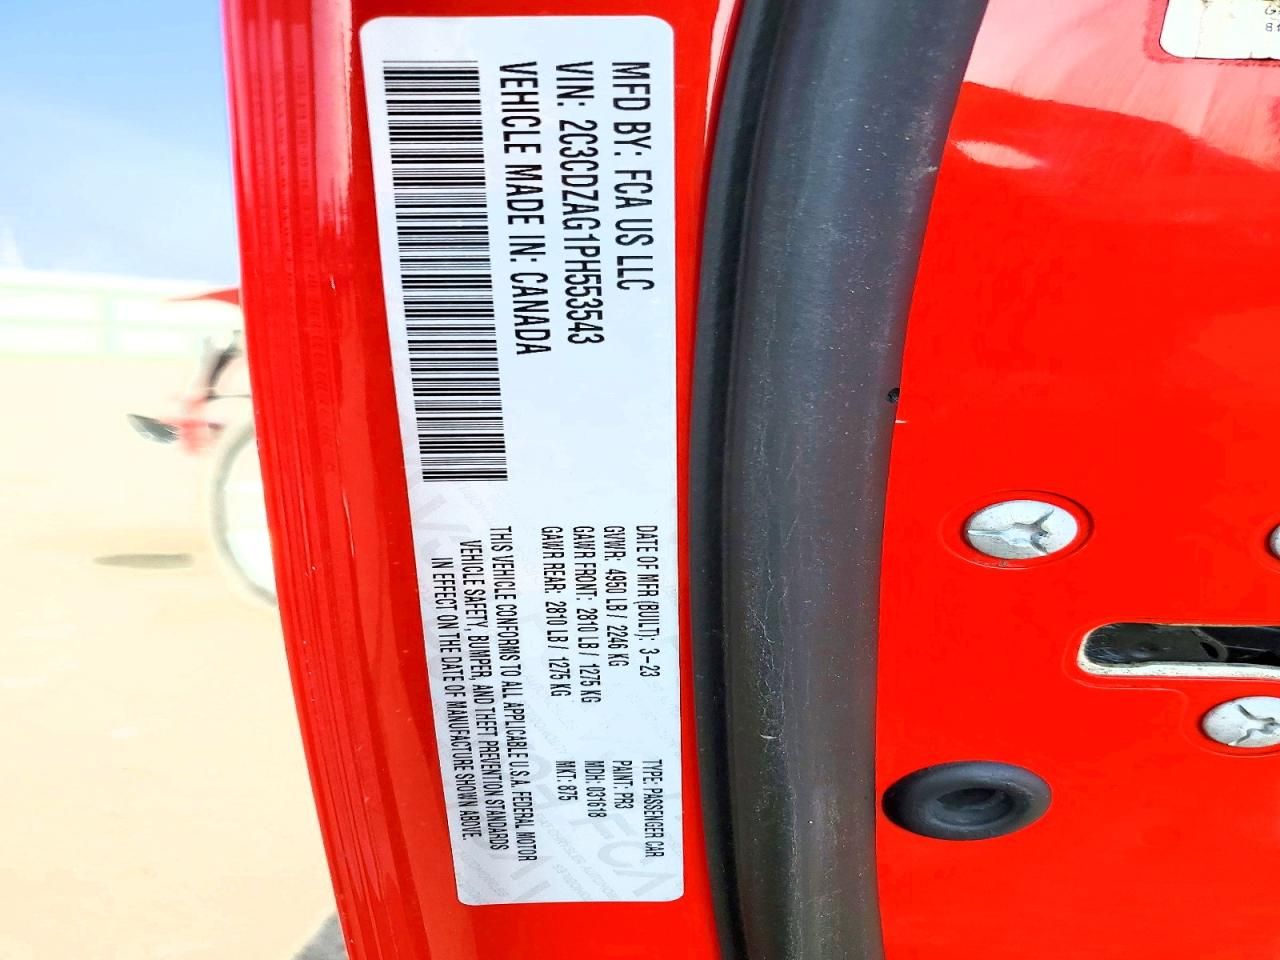 MFD BY: FCA US LLC
VIN: 2C3CDZAG1PH553543
VEHICLE MADE IN: CANADA
DATE OF MFR (BUILT): 3-23
GVWR: 4950 LB / 2246 KG
GAWR FRONT: 2810 LB / 1275 KG
GAWR REAR: 2810 LB / 1275 KG
TYPE: PASSENGER CAR
PAINT: PR3
MDH: 031618
MKT: 875
THIS VEHICLE CONFORMS TO ALL APPLICABLE U.S.A. FEDERAL MOTOR
VEHICLE SAFETY, BUMPER, AND THEFT PREVENTION STANDARDS
IN EFFECT ON THE DATE OF MANUFACTURE SHOWN ABOVE.